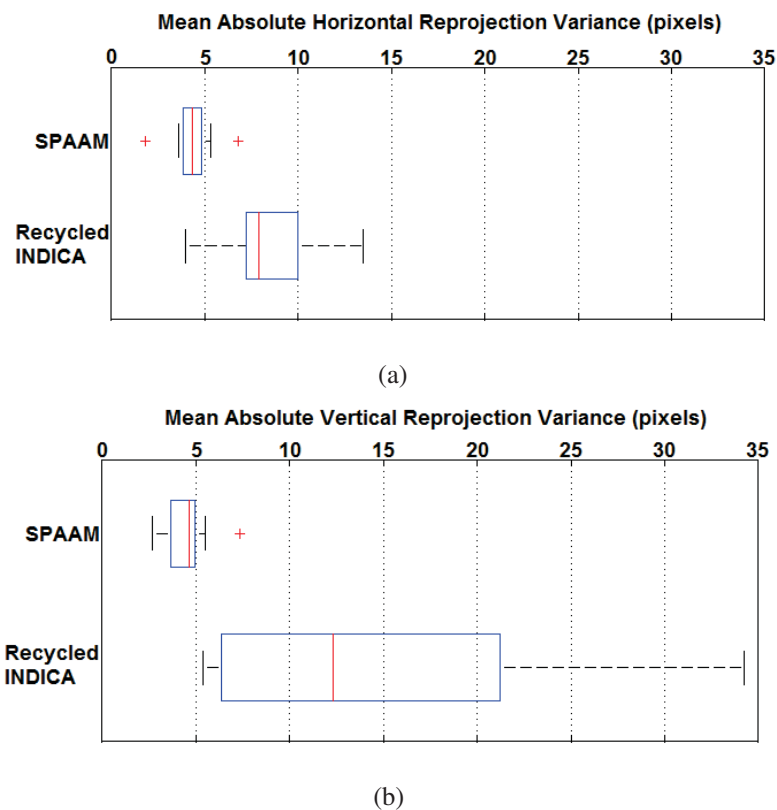 Mean Absolute Horizontal Reprojection Variance (pixels)
0 5 10 15 20 25 30 35
SPAAM
Recycled
INDICA
(a)
Mean Absolute Vertical Reprojection Variance (pixels)
0 5 10 15 20 25 30 35
SPAAM
Recycled
INDICA
(b)